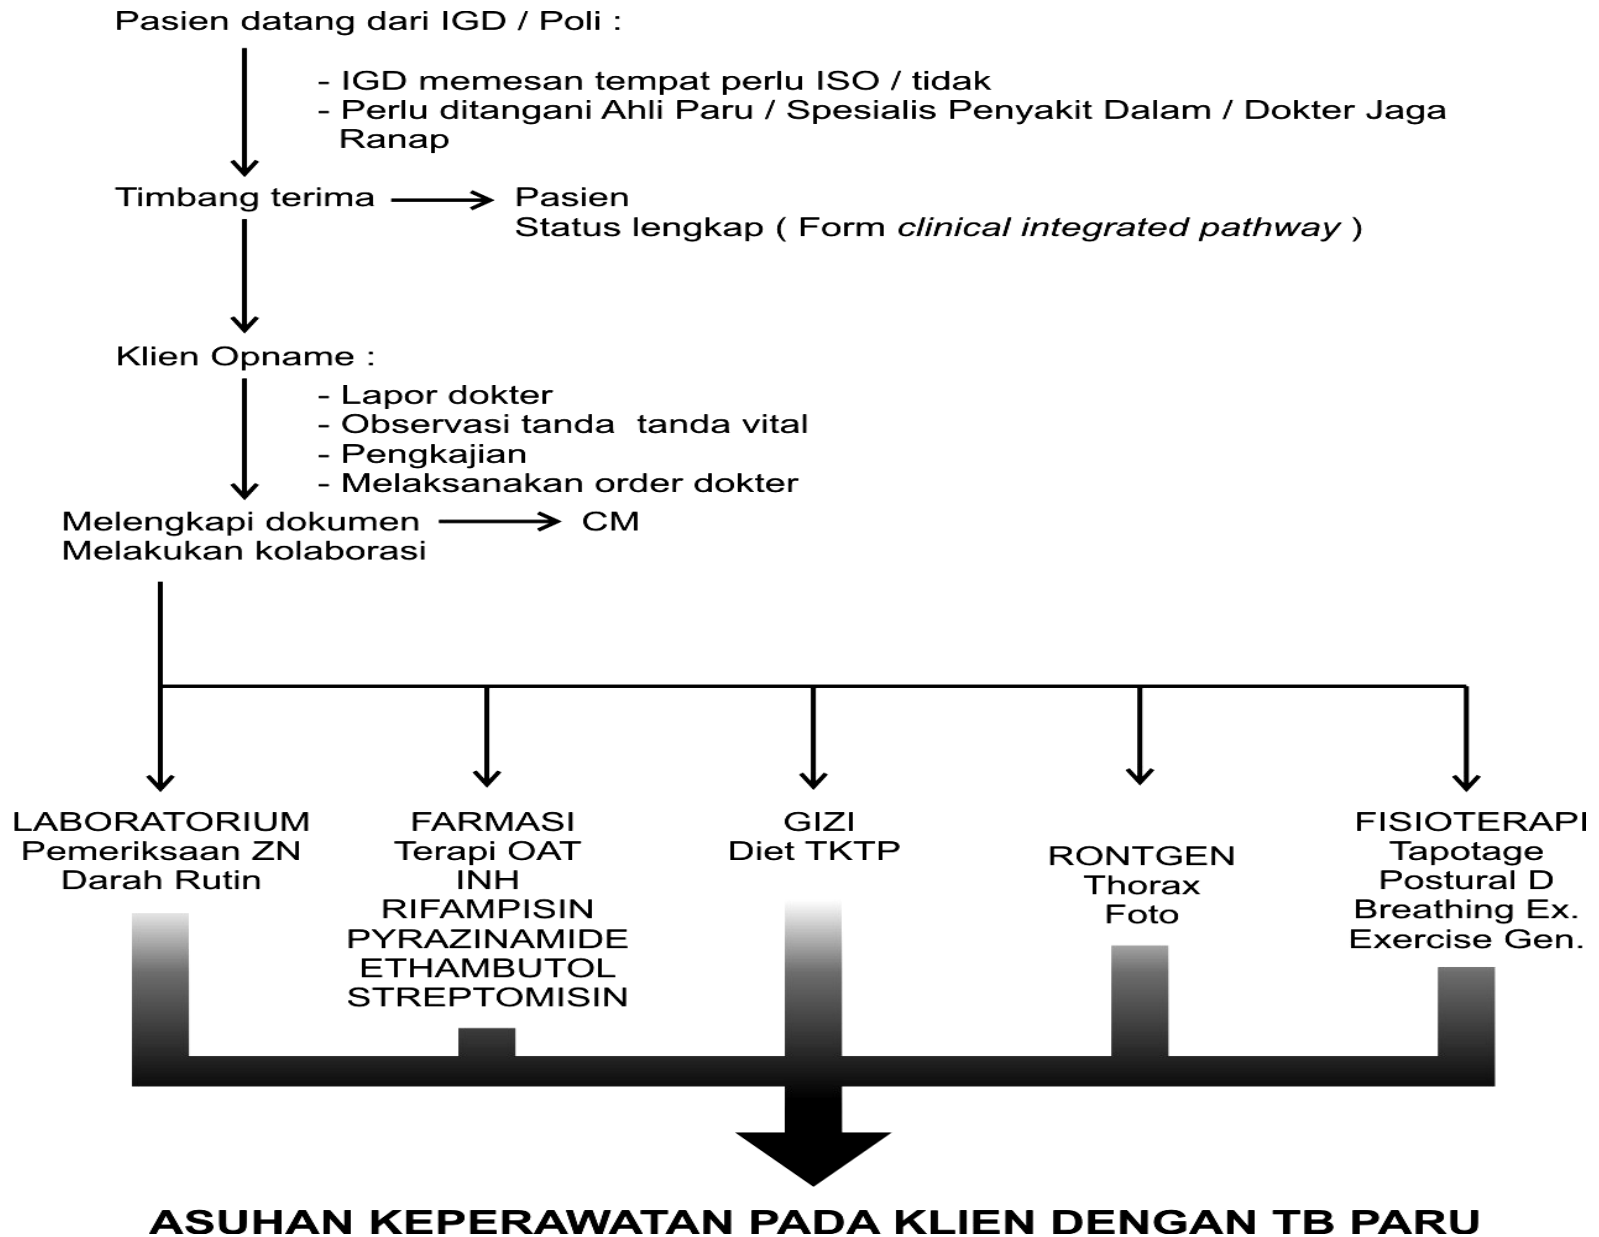 Pasien datang dari IGD / Poli :
- IGD memesan tempat perlu ISO / tidak
- Perlu ditangani Ahli Paru / Spesialis Penyakit Dalam / Dokter Jaga
Ranap
Timbang terima
Pasien
Status lengkap ( Form clinical integrated pathway )
Klien Opname :
- Lapor dokter
- Observasi tanda  tanda vital
- Pengkajian
- Melaksanakan order dokter
Melengkapi dokumen
CM
Melakukan kolaborasi
LABORATORIUM
Pemeriksaan ZN
Darah Rutin
FARMASI
Terapi OAT
INH
RIFAMPISIN
PYRAZINAMIDE
ETHAMBUTOL
STREPTOMISIN
GIZI
Diet TKTP
RONTGEN
Thorax
Foto
FISIOTERAPI
Tapotage
Postural D
Breathing Ex.
Exercise Gen.
ASUHAN KEPERAWATAN PADA KLIEN DENGAN TB PARU